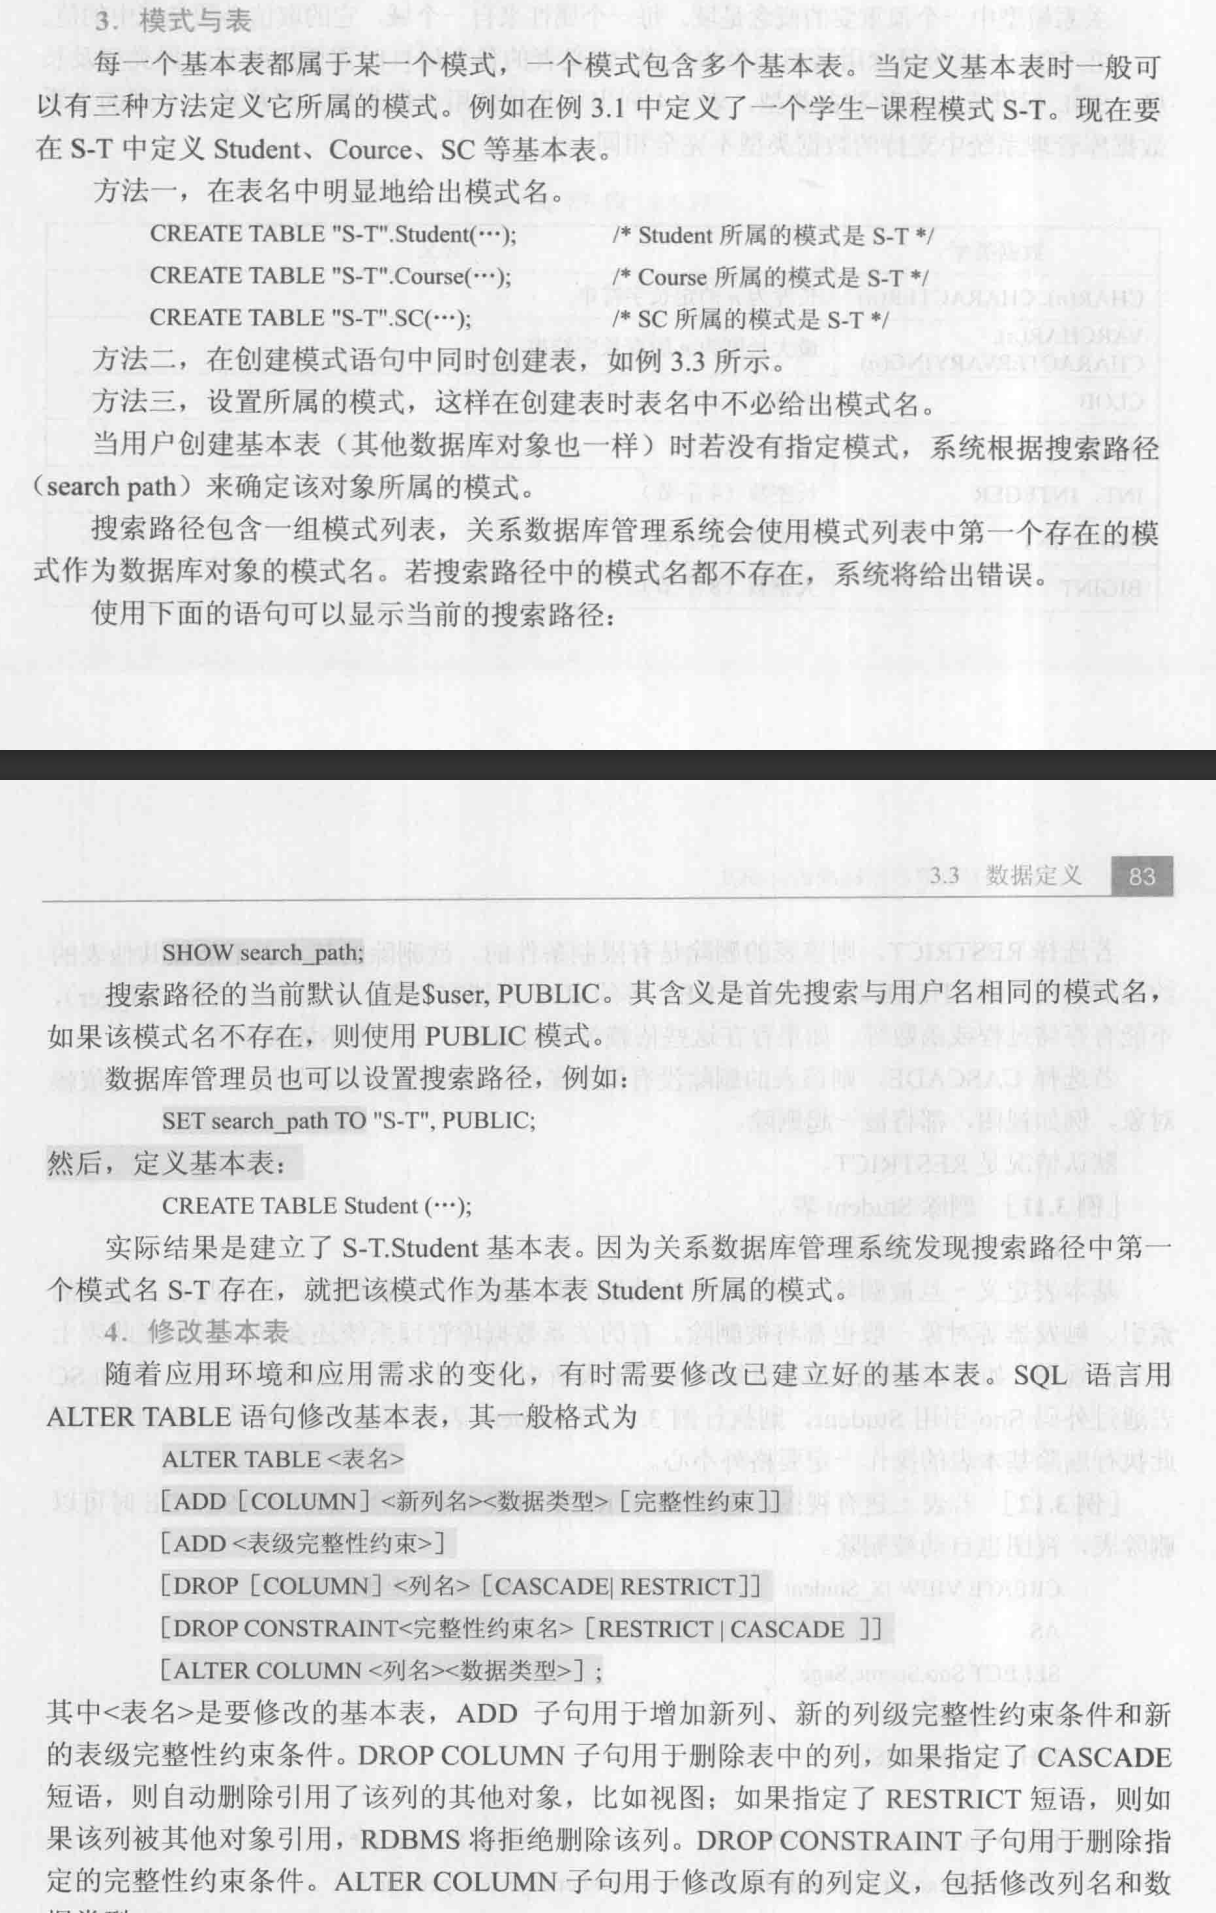 3．模式与表
每一个基本表都属于某一个模式，一个模式包含多个基本表。当定义基本表时一般可
以有三种方法定义它所属的模式。例如在例 3.1 中定义了一个学生-课程模式 S-T。现在要
在 S-T 中定义 Student、Cource、SC 等基本表。
方法一，在表名中明显地给出模式名。
CREATE TABLE "S-T".Student(…); /* Student 所属的模式是 S-T */
CREATE TABLE "S-T".Course(…); /* Course 所属的模式是 S-T */
CREATE TABLE "S-T".SC(…); /* SC 所属的模式是 S-T */
方法二，在创建模式语句中同时创建表，如例 3.3 所示。
方法三，设置所属的模式，这样在创建表时表名中不必给出模式名。
当用户创建基本表（其他数据库对象也一样）时若没有指定模式，系统根据搜索路径
（search path）来确定该对象所属的模式。
搜索路径包含一组模式列表，关系数据库管理系统会使用模式列表中第一个存在的模
式作为数据库对象的模式名。若搜索路径中的模式名都不存在，系统将给出错误。
使用下面的语句可以显示当前的搜索路径：
3.3 数据定义 83
SHOW search_path;
搜索路径的当前默认值是$user, PUBLIC。其含义是首先搜索与用户名相同的模式名，
如果该模式名不存在，则使用 PUBLIC 模式。
数据库管理员也可以设置搜索路径，例如：
SET search_path TO "S-T", PUBLIC;
然后，定义基本表：
CREATE TABLE Student (…);
实际结果是建立了 S-T.Student 基本表。因为关系数据库管理系统发现搜索路径中第一
个模式名 S-T 存在，就把该模式作为基本表 Student 所属的模式。
4．修改基本表
随着应用环境和应用需求的变化，有时需要修改已建立好的基本表。SQL 语言用
ALTER TABLE 语句修改基本表，其一般格式为
ALTER TABLE <表名>
[ADD［COLUMN］<新列名><数据类型>［完整性约束］]
[ADD <表级完整性约束>]
[DROP［COLUMN］<列名>［CASCADE| RESTRICT］]
[DROP CONSTRAINT<完整性约束名>［RESTRICT | CASCADE ］]
[ALTER COLUMN <列名><数据类型>]；
其中<表名>是要修改的基本表，ADD 子句用于增加新列、新的列级完整性约束条件和新
的表级完整性约束条件。DROP COLUMN 子句用于删除表中的列，如果指定了 CASCADE
短语，则自动删除引用了该列的其他对象，比如视图；如果指定了 RESTRICT 短语，则如
果该列被其他对象引用，RDBMS 将拒绝删除该列。DROP CONSTRAINT 子句用于删除指
定的完整性约束条件。ALTER COLUMN 子句用于修改原有的列定义，包括修改列名和数